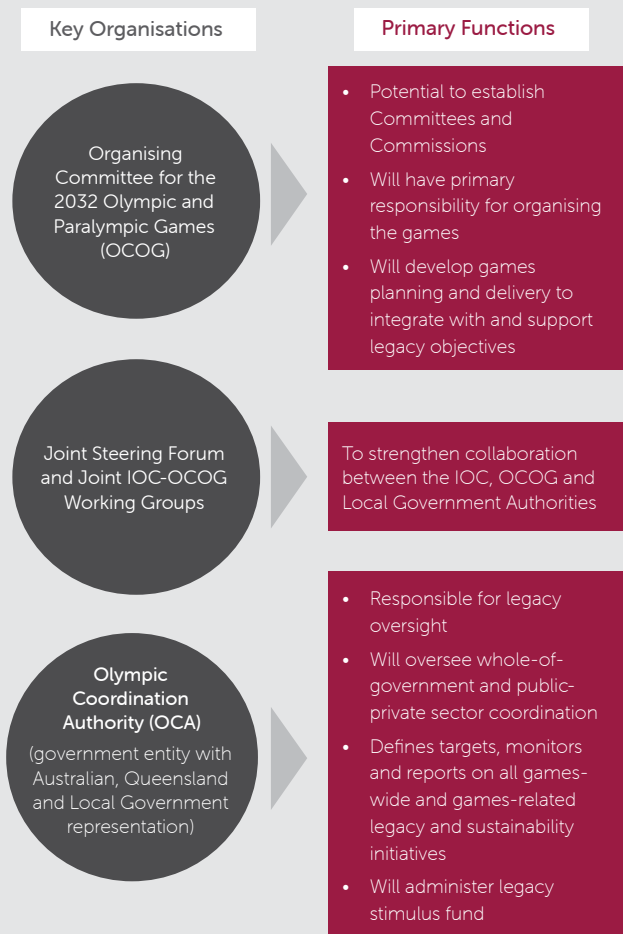 Key Organisations
Primary Functions
Organising
Committee for the
2032 Olympic and
Paralympic Games
(OCOG)
• Potential to establish
Committees and
Commissions
• Will have primary
responsibility for organising
the games
• Will develop games
planning and delivery to
integrate with and support
legacy objectives
Joint Steering Forum
and Joint IOC-OCOG
Working Groups
To strengthen collaboration
between the IOC, OCOG and
Local Government Authorities
Olympic
Coordination
Authority (OCA)
(government entity with
Australian, Queensland
and Local Government
representation)
• Responsible for legacy
oversight
• Will oversee whole-of-
government and public-
private sector coordination
• Defines targets, monitors
and reports on all games-
wide and games-related
legacy and sustainability
initiatives
• Will administer legacy
stimulus fund